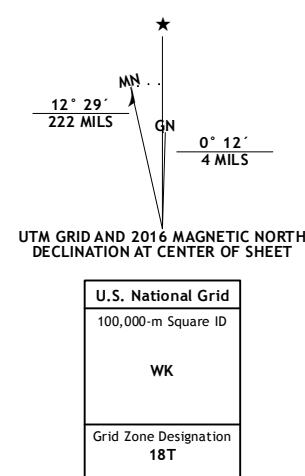 ★
MN
12° 29´
222 MILS
GN
0° 12´
4 MILS
UTM GRID AND 2016 MAGNETIC NORTH
DECLINATION AT CENTER OF SHEET
U.S. National Grid
100,000-m Square ID
WK
Grid Zone Designation
18T